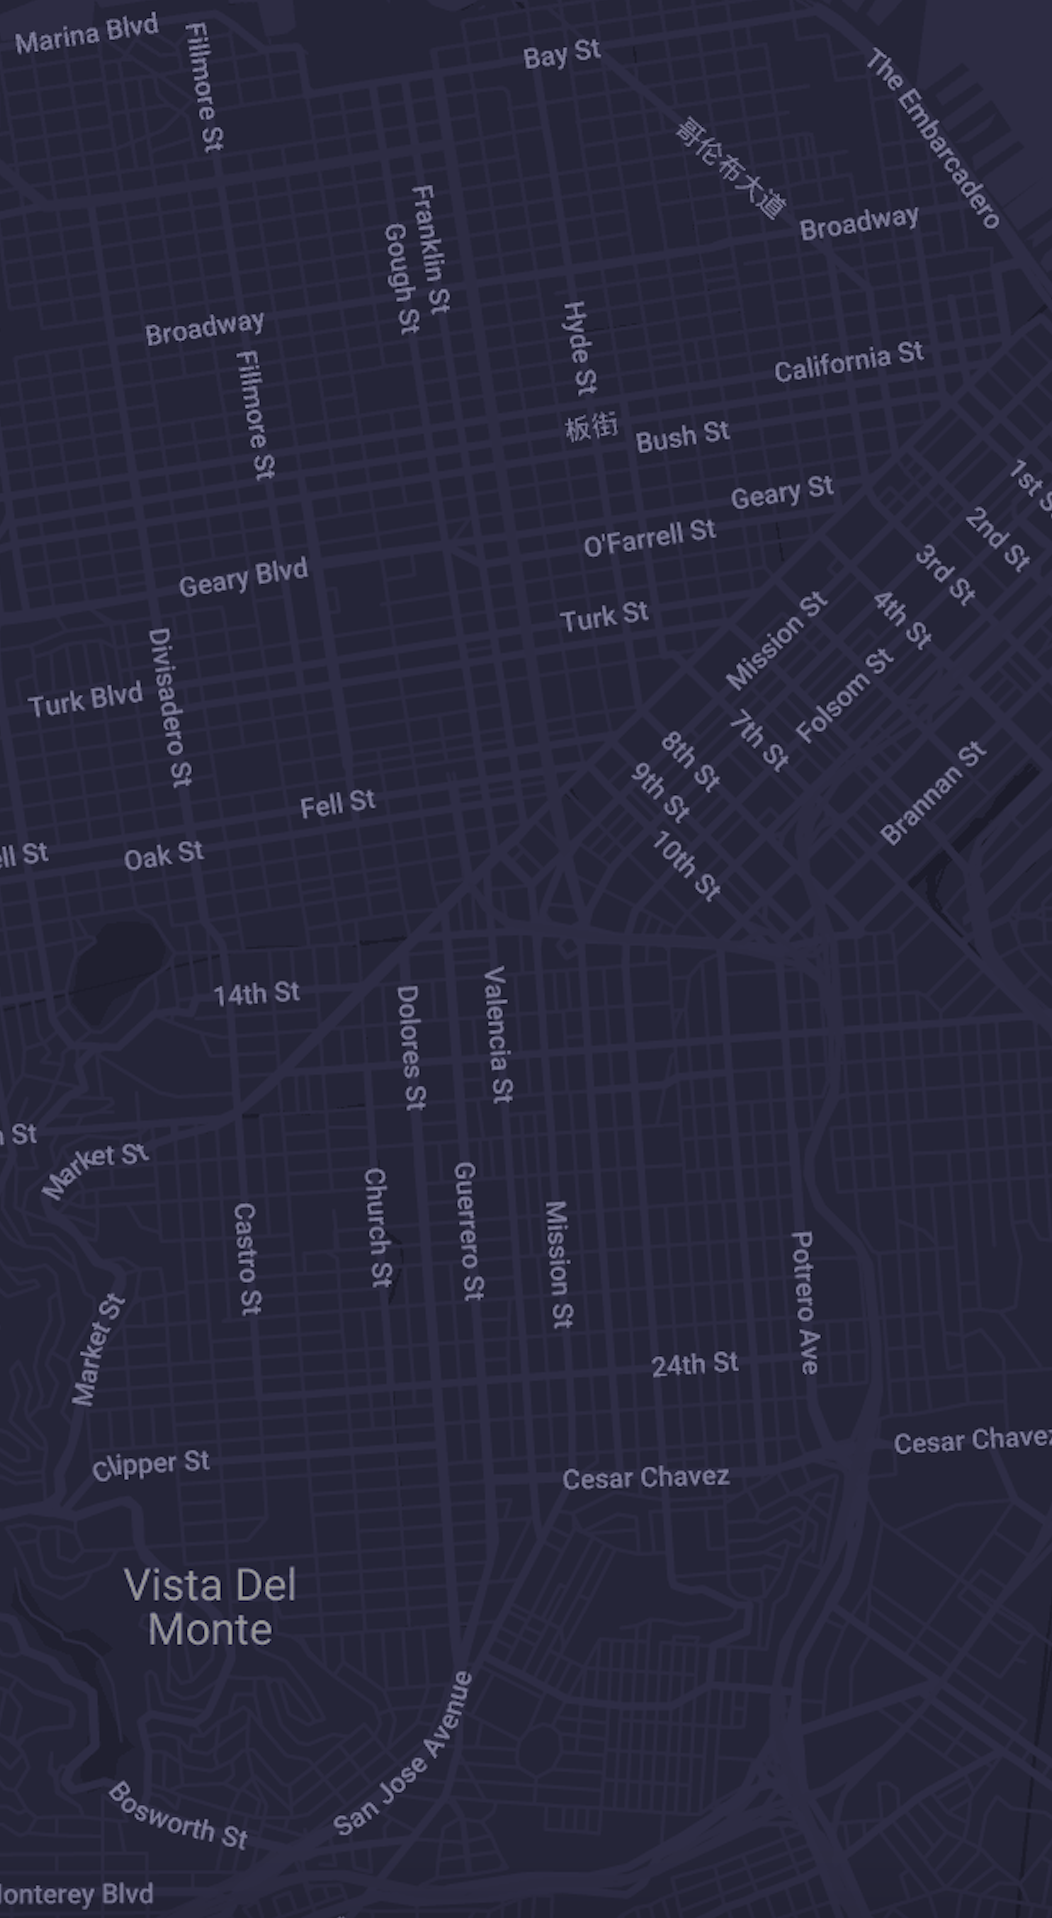 Marina Blvd
Fillmore St
Bay St
The Embarcadero
哥伦布大道
Franklin St
Gough St
Broadway
Broadway
Hyde St
Fillmore St
California St
板街
Bush St
1st S
Geary St
2nd St
O'Farrell St
3rd St
Geary Blvd
4th St
Turk St
Mission St
Divisadero St
Folsom St
Turk Blvd
7th St
8th St
9th St
Brannan St
Fell St
ell St
Oak St
10th St
14th St
Valencia St
Dolores St
St
Market St
Church St
Guerrero St
Castro St
Mission St
Potrero Ave
Market St
24th St
Cesar Chavez
Clipper St
Cesar Chavez
Vista Del
Monte
San Jose Avenue
Bosworth St
onterey Blvd